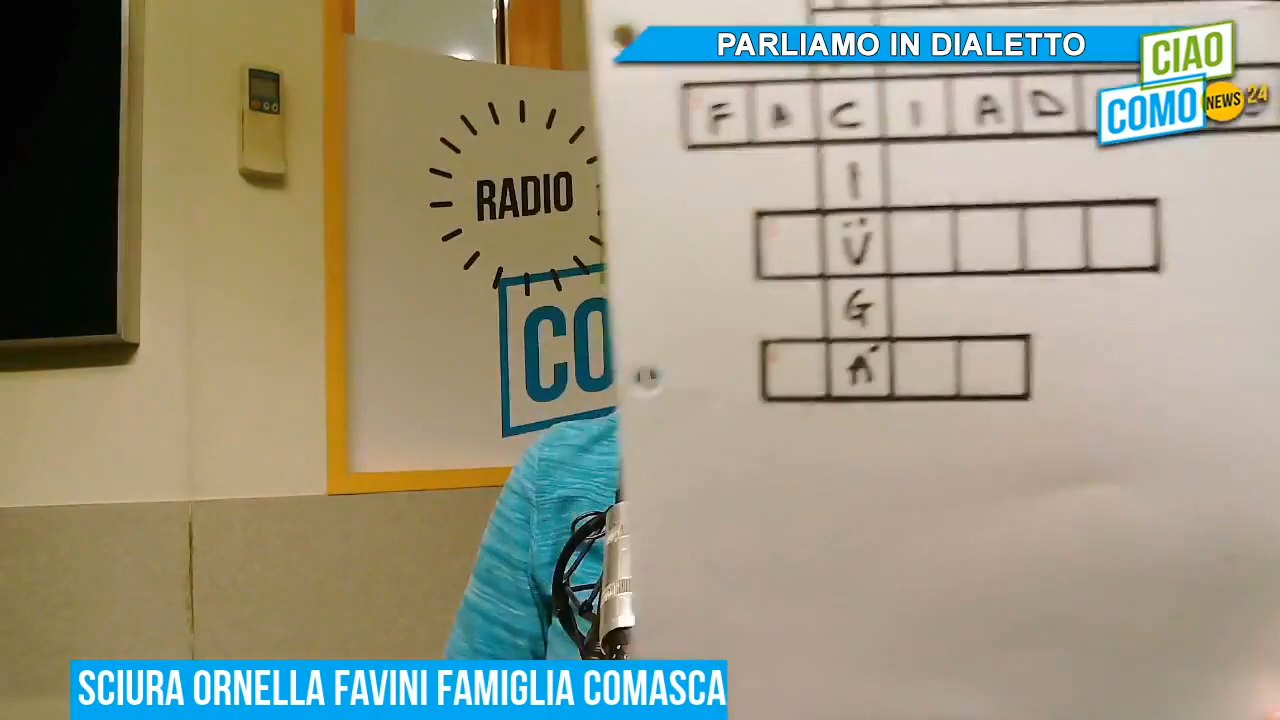 PARLIAMO IN DIALETTO
CIAO
COMO
NEWS 24
RADIO
CO
F A C I A D
I
Ü
G
Á
SCIURA ORNELLA FAVINI FAMIGLIA COMASCA